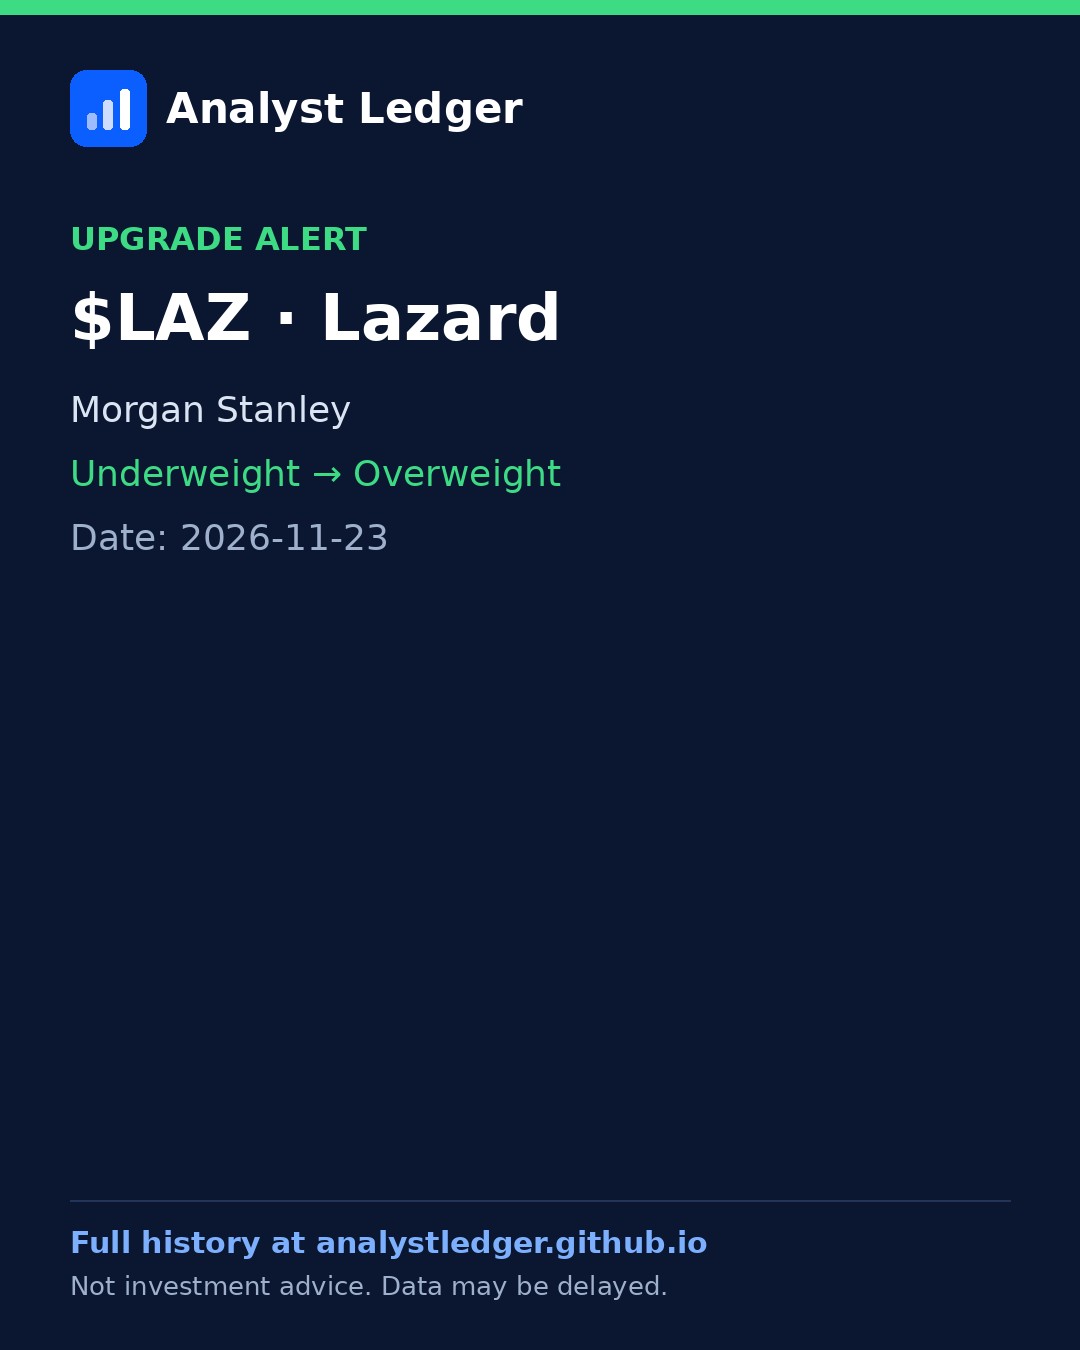 Analyst Ledger
UPGRADE ALERT
$LAZ · Lazard
Morgan Stanley
Underweight → Overweight
Date: 2026-11-23
Full history at analystledger.github.io
Not investment advice. Data may be delayed.